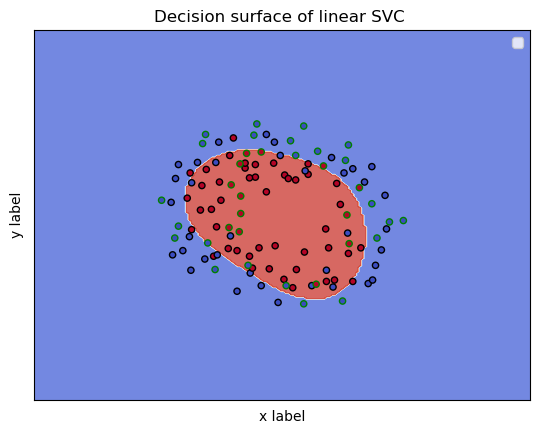 Decision surface of linear SVC
y label
x label